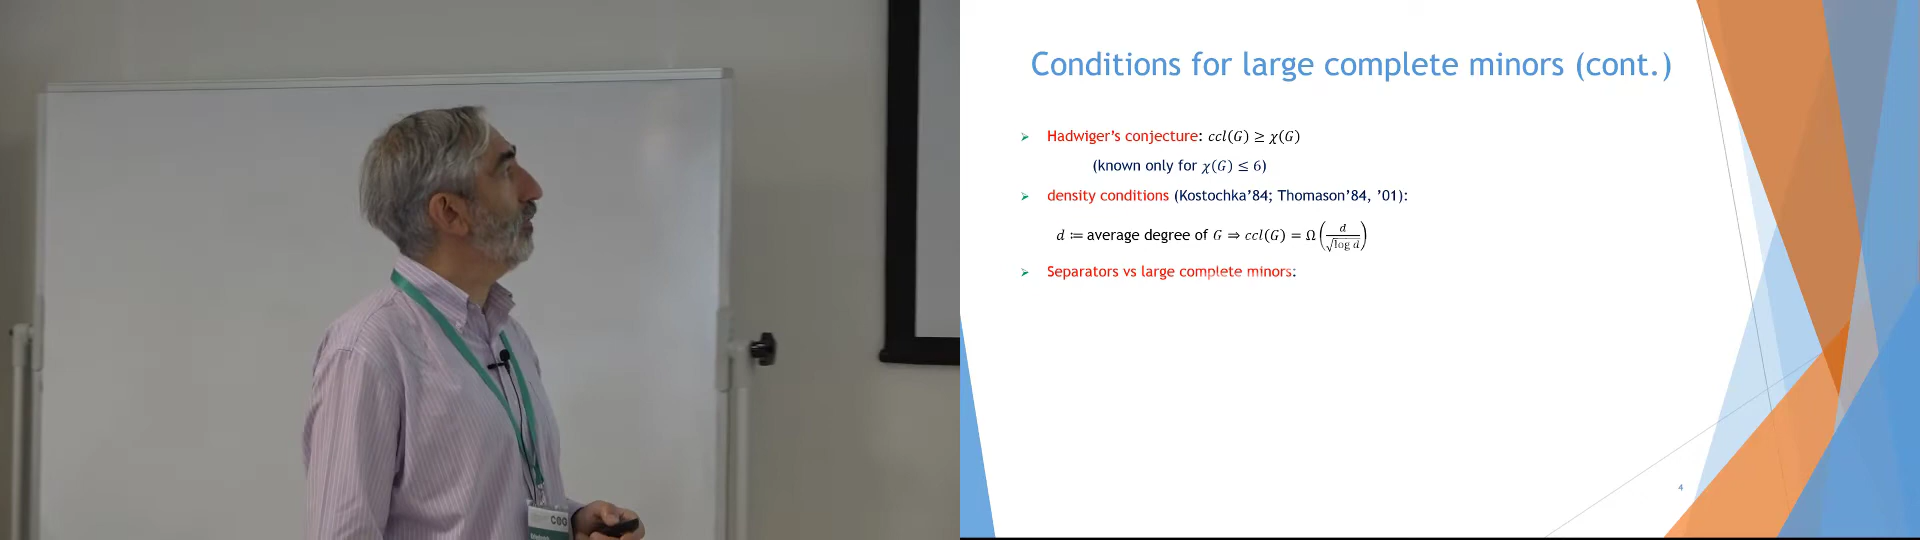 Conditions for large complete minors (cont.)
➢ Hadwiger's conjecture: ccl(G) ≥ χ(G)
(known only for χ(G) ≤ 6)
➢ density conditions (Kostochka'84; Thomason'84, '01):
d ≔ average degree of G ⇒ ccl(G) = Ω(d/√log d)
➢ Separators vs large complete minors:
4